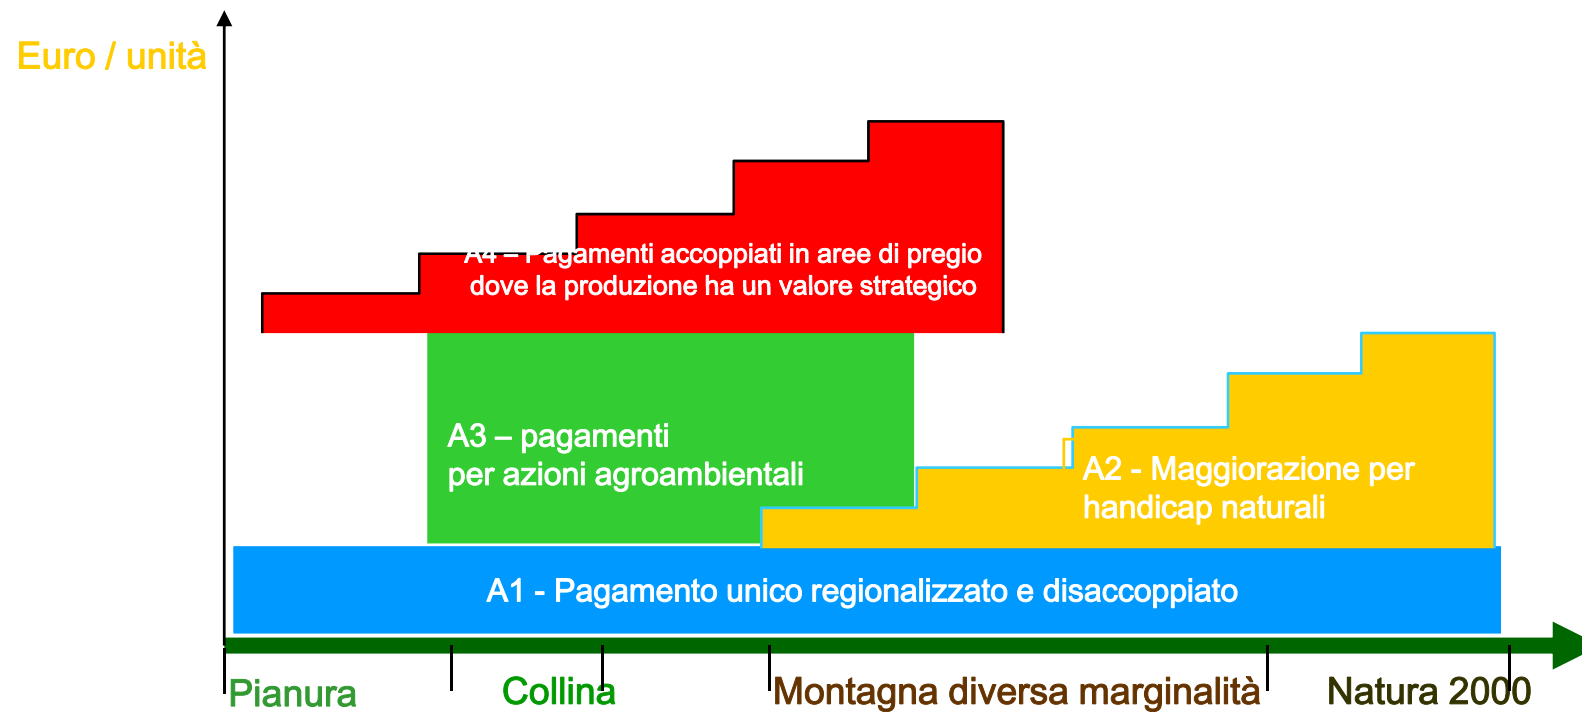 Euro / unità
A4 – Pagamenti accoppiati in aree di pregio
dove la produzione ha un valore strategico
A3 – pagamenti
per azioni agroambientali
A2 - Maggiorazione per
handicap naturali
A1 - Pagamento unico regionalizzato e disaccoppiato
Pianura
Collina
Montagna diversa marginalità
Natura 2000